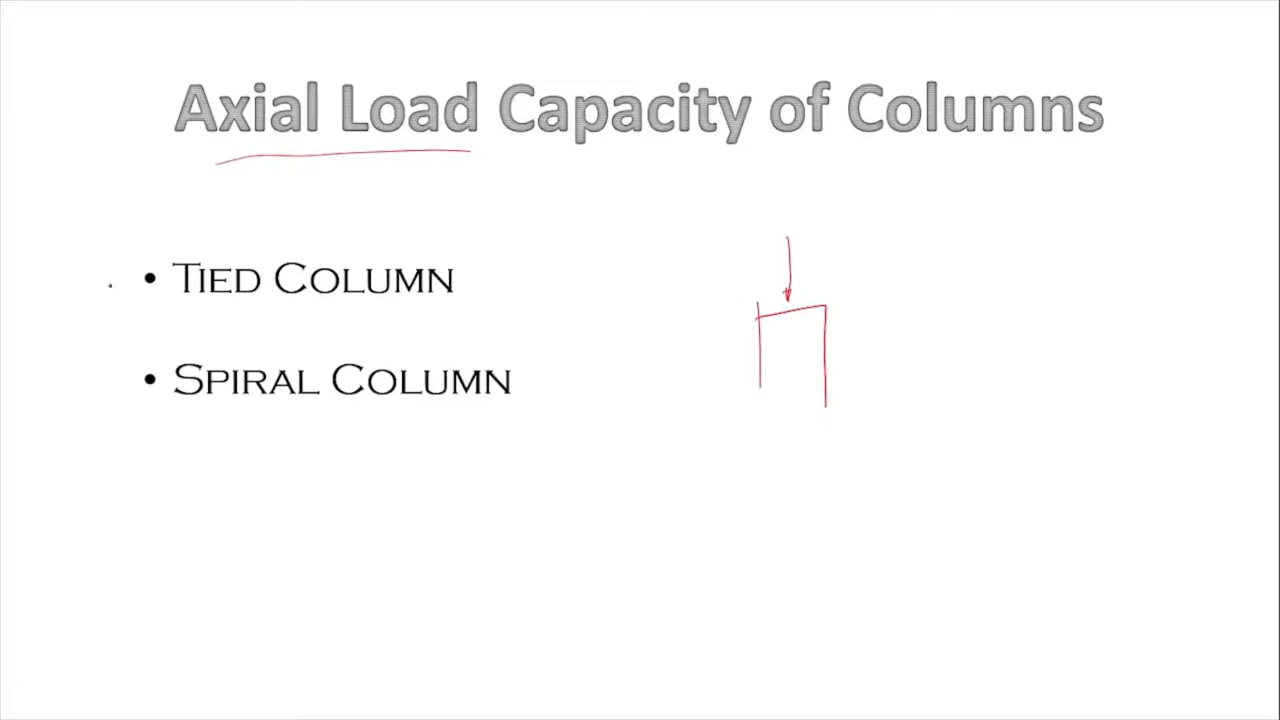 Axial Load Capacity of Columns
• Tied Column
• Spiral Column